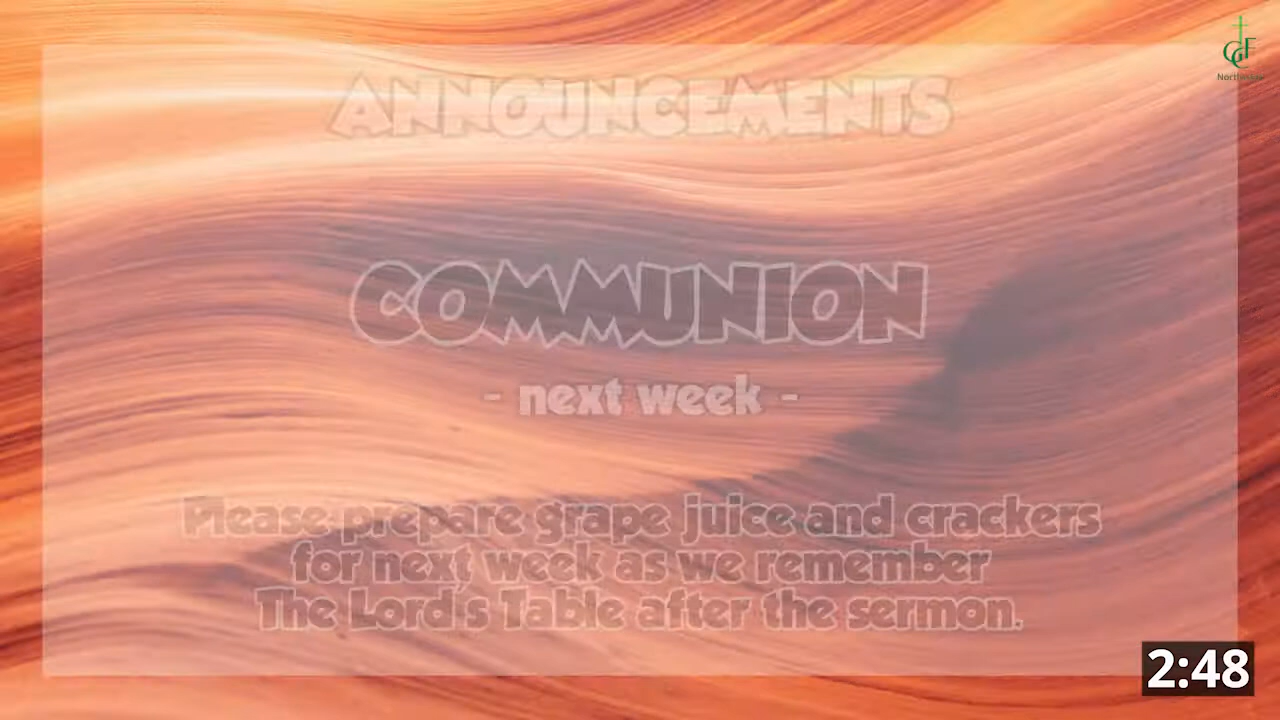 ANNOUNCEMENTS
COMMUNION
- next week -
Please prepare grape juice and crackers
for next week as we remember
The Lord's Table after the sermon.
2:48